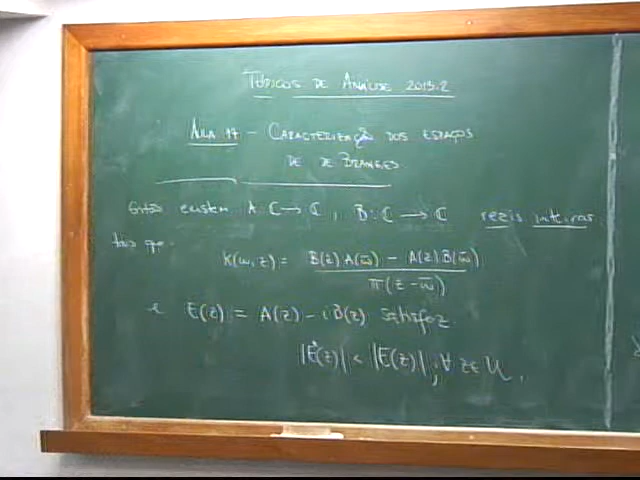 TÓPICOS DE ANÁLISE 2013.2
AULA 17 - CARACTERIZAÇÃO DOS ESPAÇOS
DE DE BRANGES
Então existem A: ℂ → ℂ, B: ℂ → ℂ reais inteiras
tais que
K(w, z) = (B(z) A(w̄) - A(z) B(w̄)) / (π(z - w̄))
e E(z) = A(z) - iB(z) satisfaz
|E*(z)| < |E(z)|, ∀ z ∈ U.